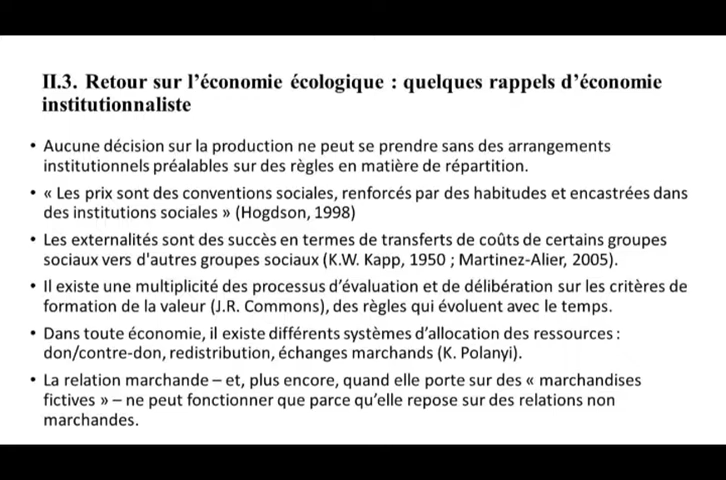 II.3. Retour sur l'économie écologique : quelques rappels d'économie
institutionnaliste
• Aucune décision sur la production ne peut se prendre sans des arrangements
institutionnels préalables sur des règles en matière de répartition.
• « Les prix sont des conventions sociales, renforcés par des habitudes et encastrées dans
des institutions sociales » (Hogdson, 1998)
• Les externalités sont des succès en termes de transferts de coûts de certains groupes
sociaux vers d'autres groupes sociaux (K.W. Kapp, 1950 ; Martinez-Alier, 2005).
• Il existe une multiplicité des processus d'évaluation et de délibération sur les critères de
formation de la valeur (J.R. Commons), des règles qui évoluent avec le temps.
• Dans toute économie, il existe différents systèmes d'allocation des ressources :
don/contre-don, redistribution, échanges marchands (K. Polanyi).
• La relation marchande – et, plus encore, quand elle porte sur des « marchandises
fictives » – ne peut fonctionner que parce qu'elle repose sur des relations non
marchandes.